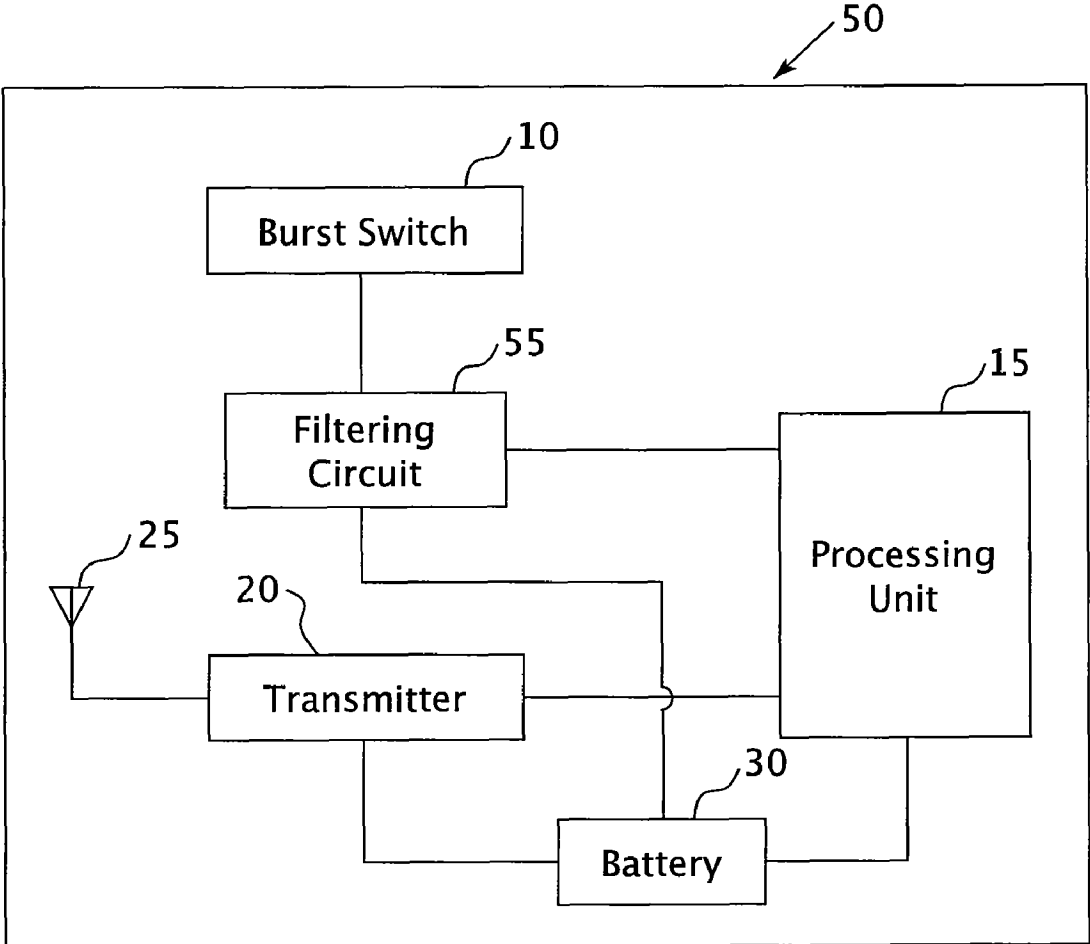 50
10
Burst Switch
55
Filtering
Circuit
15
Processing
Unit
25
20
Transmitter
30
Battery